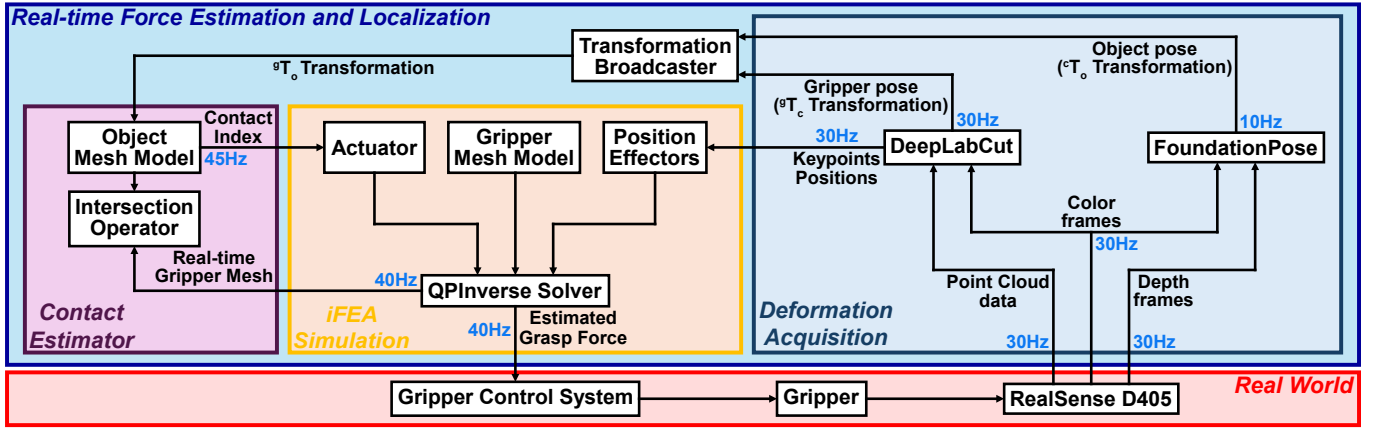 Real-time Force Estimation and Localization
Transformation
Broadcaster
ᵍTₒ Transformation
Object pose
(ᶜTₒ Transformation)
Gripper pose
(ᵍT_c Transformation)
30Hz
10Hz
Contact
Index
45Hz
Object
Mesh Model
Actuator
Gripper
Mesh Model
Position
Effectors
30Hz
Keypoints
Positions
DeepLabCut
FoundationPose
Intersection
Operator
Color
frames
30Hz
Real-time
Gripper Mesh
40Hz
QPInverse Solver
Point Cloud
data
Depth
frames
Contact
Estimator
iFEA
Simulation
40Hz
Estimated
Grasp Force
Deformation
Acquisition
30Hz
30Hz
Real World
Gripper Control System
Gripper
RealSense D405